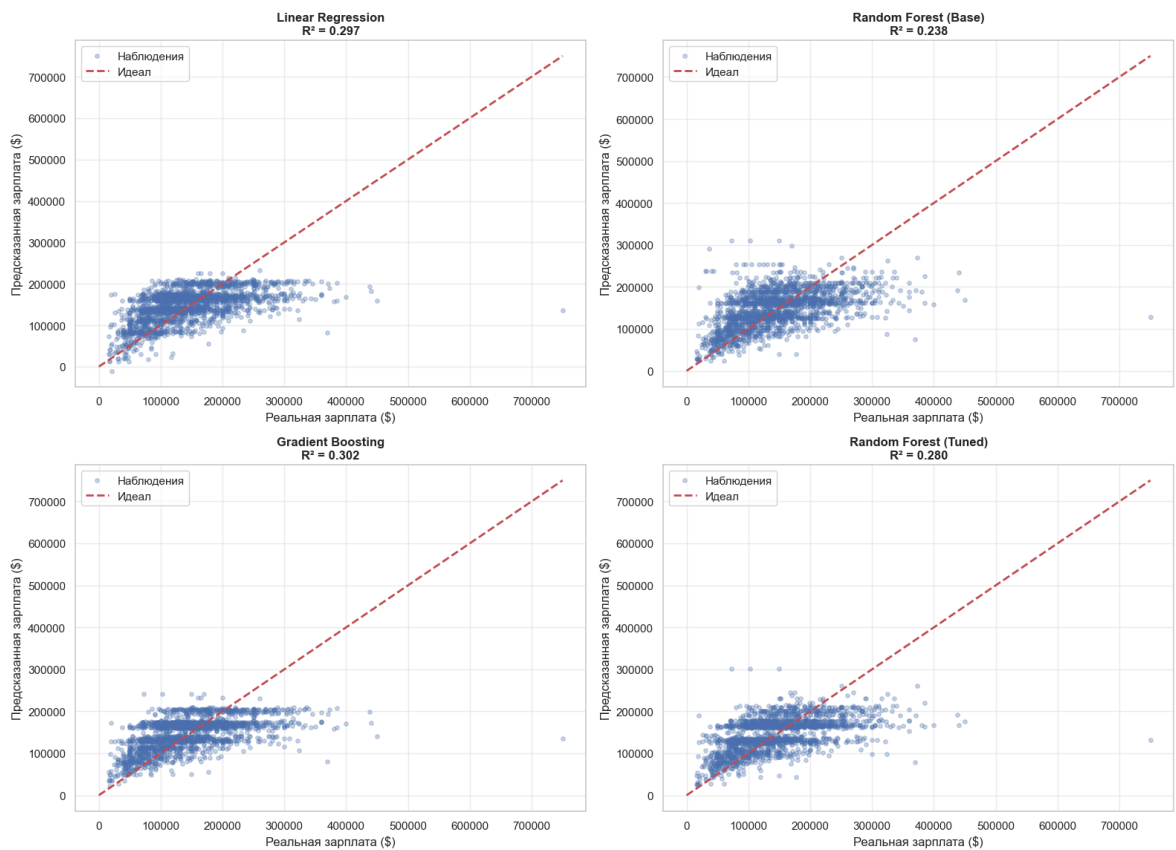 Linear Regression
R² = 0.297
Наблюдения
Идеал
700000
600000
500000
400000
300000
200000
100000
0
Предсказанная зарплата ($)
0 100000 200000 300000 400000 500000 600000 700000
Реальная зарплата ($)
Random Forest (Base)
R² = 0.238
Наблюдения
Идеал
700000
600000
500000
400000
300000
200000
100000
0
Предсказанная зарплата ($)
0 100000 200000 300000 400000 500000 600000 700000
Реальная зарплата ($)
Gradient Boosting
R² = 0.302
Наблюдения
Идеал
700000
600000
500000
400000
300000
200000
100000
0
Предсказанная зарплата ($)
0 100000 200000 300000 400000 500000 600000 700000
Реальная зарплата ($)
Random Forest (Tuned)
R² = 0.280
Наблюдения
Идеал
700000
600000
500000
400000
300000
200000
100000
0
Предсказанная зарплата ($)
0 100000 200000 300000 400000 500000 600000 700000
Реальная зарплата ($)